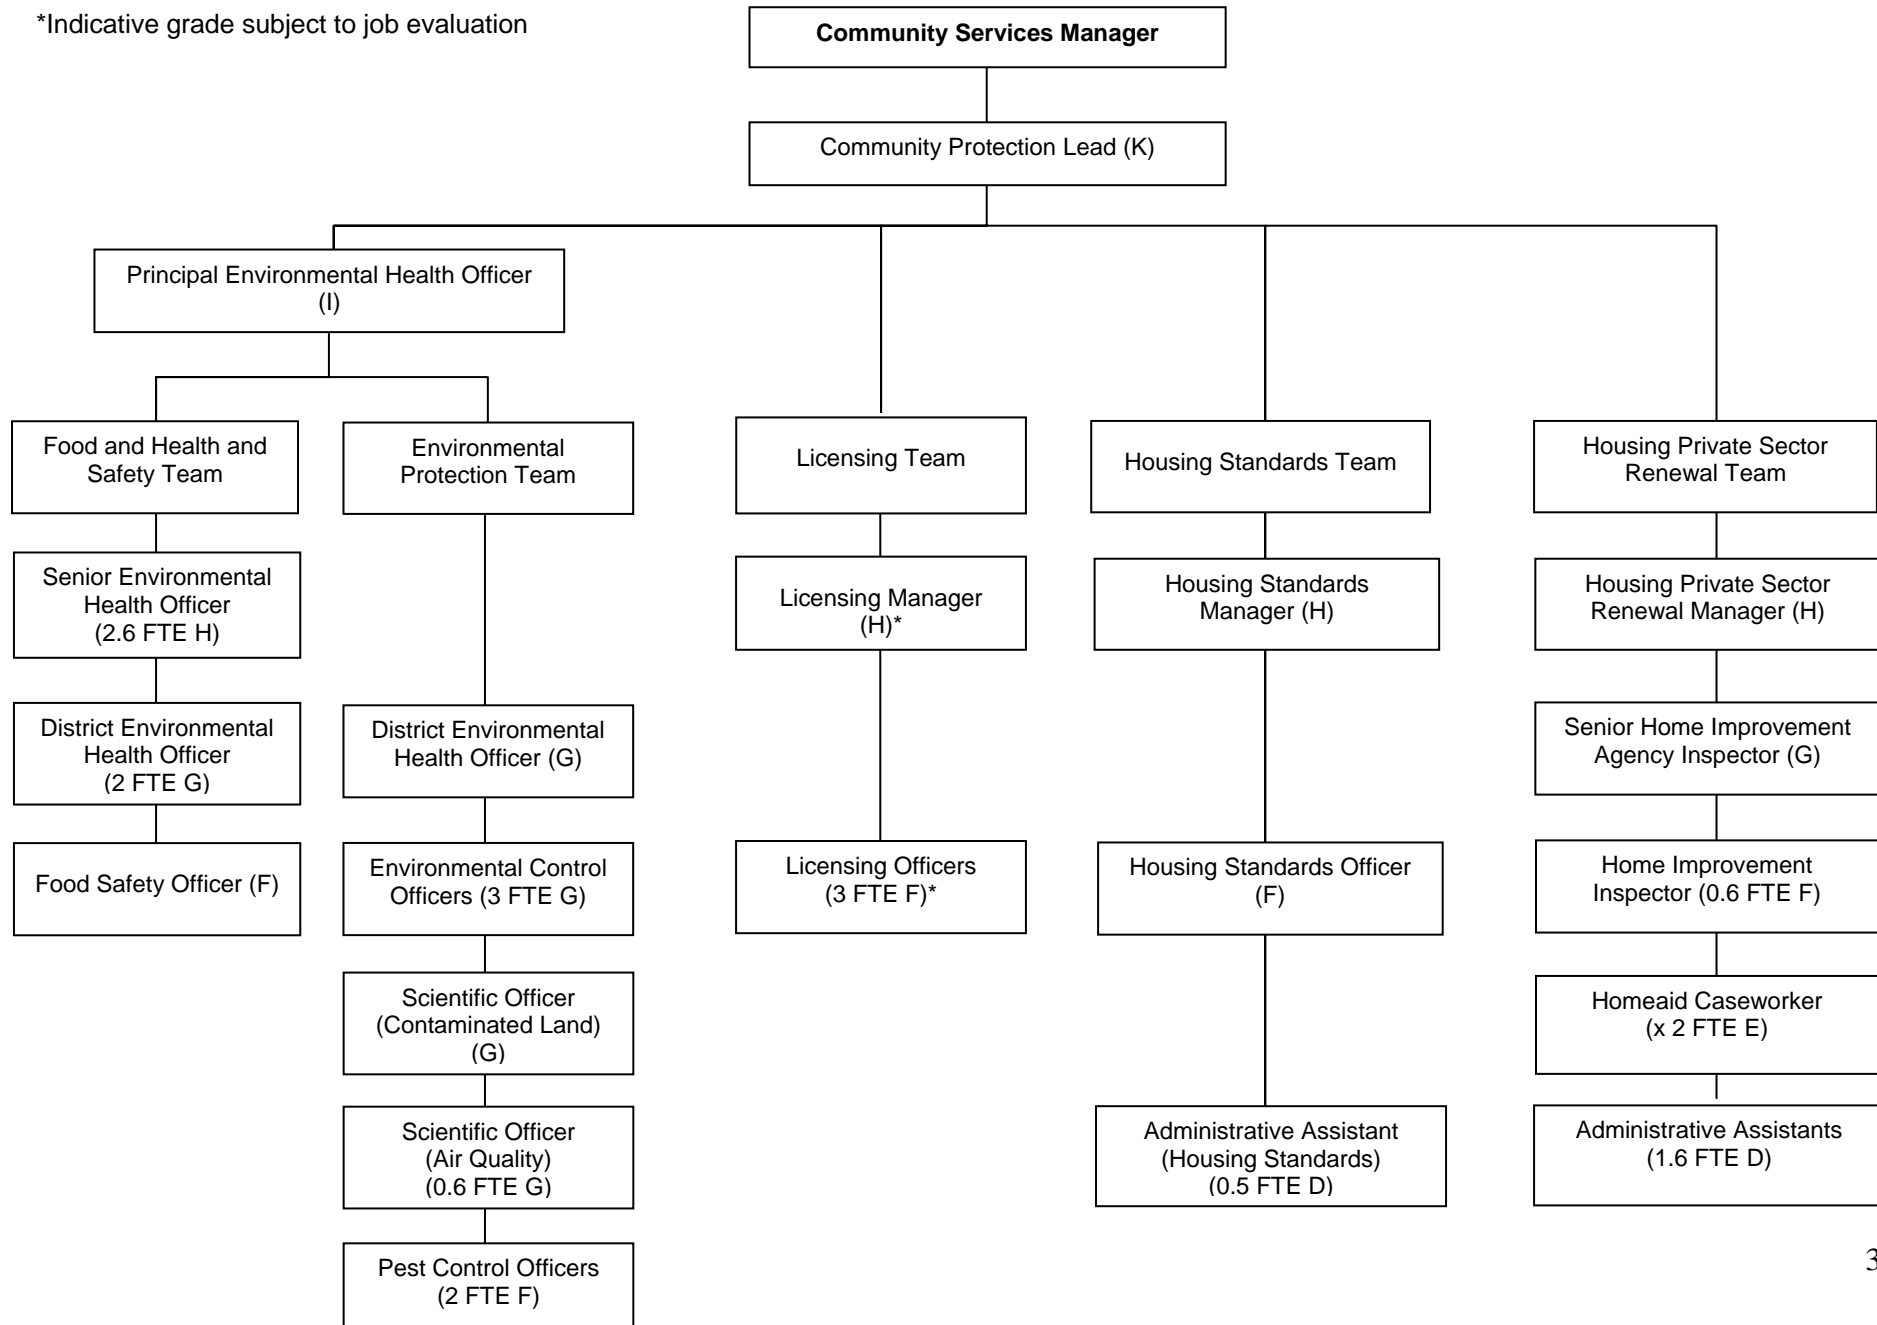 *Indicative grade subject to job evaluation
Community Services Manager
Community Protection Lead (K)
Principal Environmental Health Officer
(I)
Food and Health and
Safety Team
Environmental
Protection Team
Licensing Team
Housing Standards Team
Housing Private Sector
Renewal Team
Senior Environmental
Health Officer
(2.6 FTE H)
Licensing Manager
(H)*
Housing Standards
Manager (H)
Housing Private Sector
Renewal Manager (H)
District Environmental
Health Officer
(2 FTE G)
District Environmental
Health Officer (G)
Senior Home Improvement
Agency Inspector (G)
Food Safety Officer (F)
Environmental Control
Officers (3 FTE G)
Licensing Officers
(3 FTE F)*
Housing Standards Officer
(F)
Home Improvement
Inspector (0.6 FTE F)
Scientific Officer
(Contaminated Land)
(G)
Homeaid Caseworker
(x 2 FTE E)
Scientific Officer
(Air Quality)
(0.6 FTE G)
Administrative Assistant
(Housing Standards)
(0.5 FTE D)
Administrative Assistants
(1.6 FTE D)
Pest Control Officers
(2 FTE F)
3